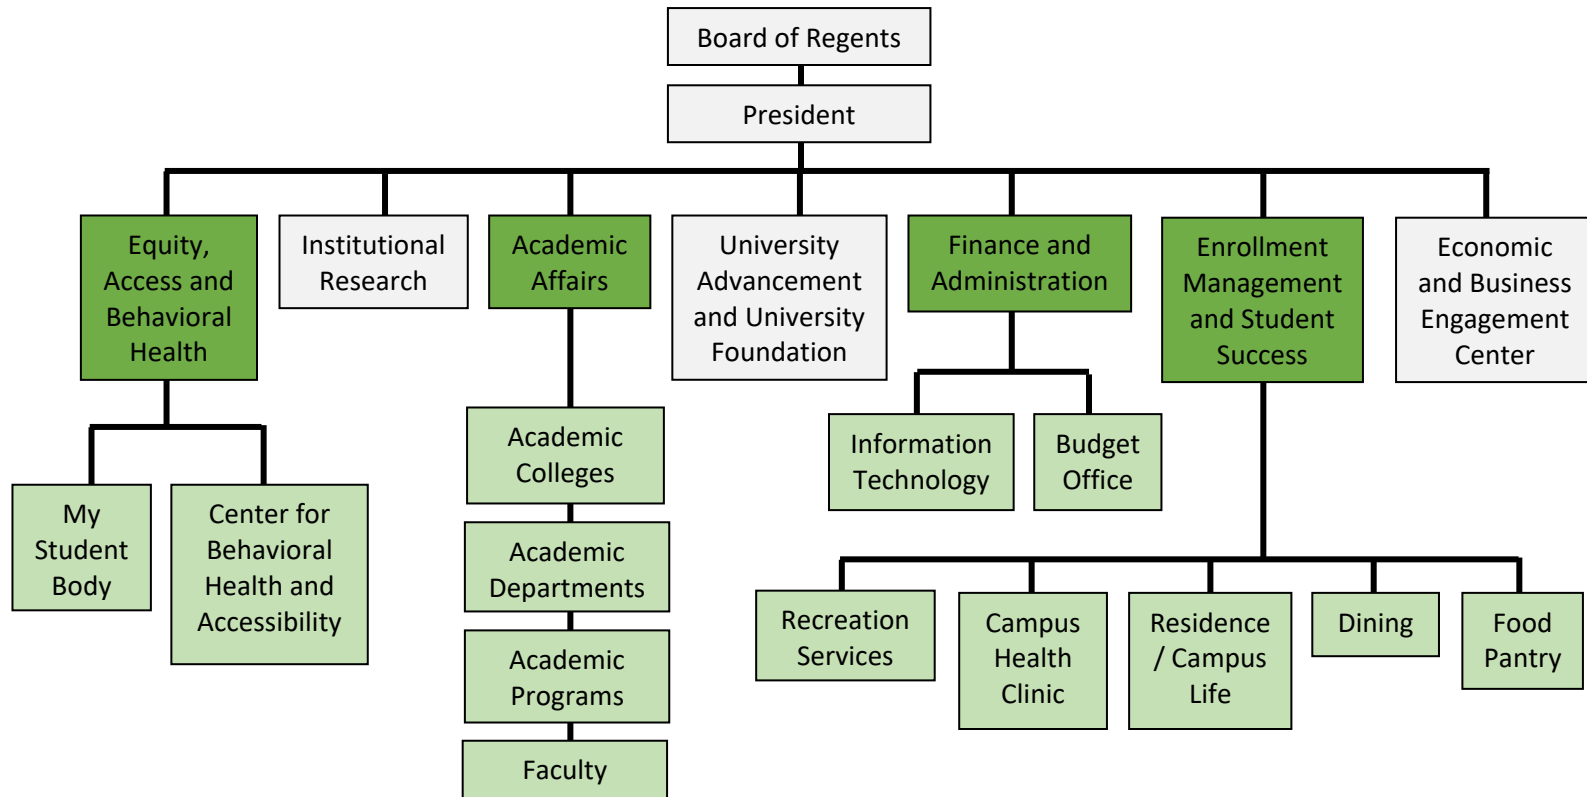 Board of Regents
President
Equity,
Access and
Behavioral
Health
Institutional
Research
Academic
Affairs
University
Advancement
and University
Foundation
Finance and
Administration
Enrollment
Management
and Student
Success
Economic
and Business
Engagement
Center
My
Student
Body
Center for
Behavioral
Health and
Accessibility
Academic
Colleges
Academic
Departments
Academic
Programs
Faculty
Information
Technology
Budget
Office
Recreation
Services
Campus
Health
Clinic
Residence
/ Campus
Life
Dining
Food
Pantry